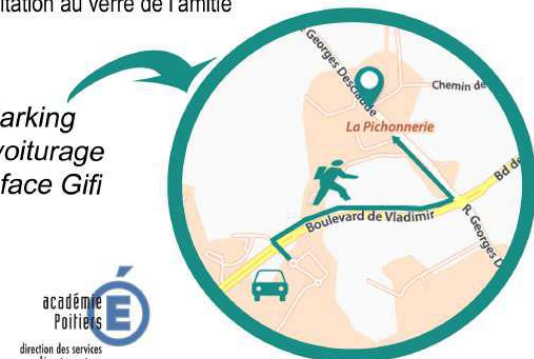 itation au verre de l'amitié
arking
voiturage
face Gifi
R. Georges Desclaude
Chemin de
La Pichonnerie
Bd de
Boulevard de Vladimir
R. Georges D
académie
Poitiers
direction des services